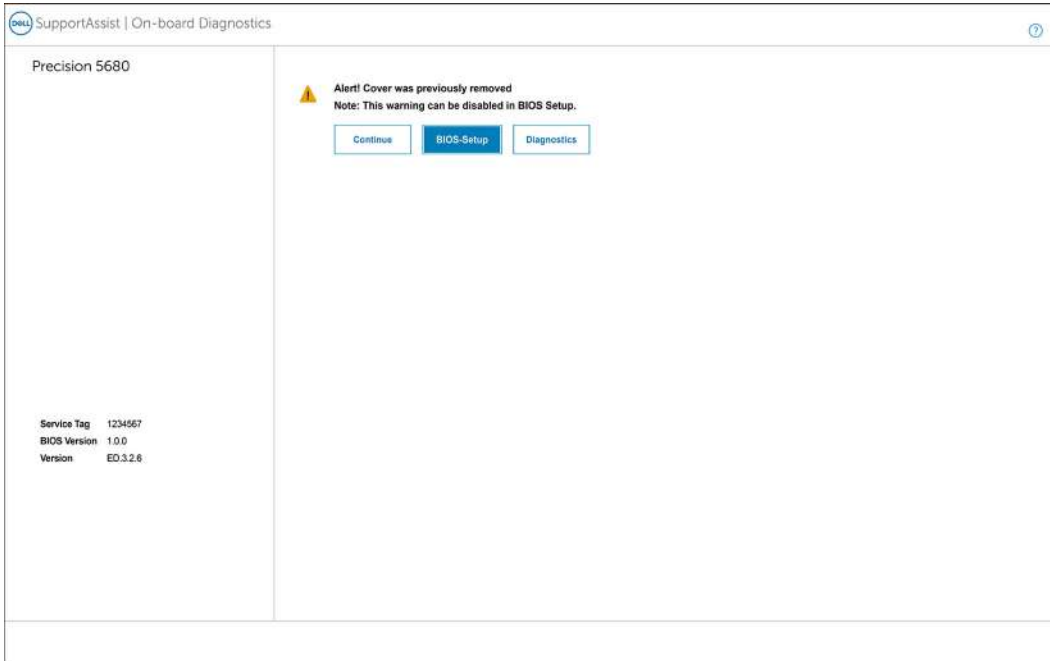 DELL SupportAssist | On-board Diagnostics
?
Precision 5680
Alert! Cover was previously removed
Note: This warning can be disabled in BIOS Setup.
Continue BIOS-Setup Diagnostics
Service Tag 1234567
BIOS Version 1.0.0
Version ED.3.2.6